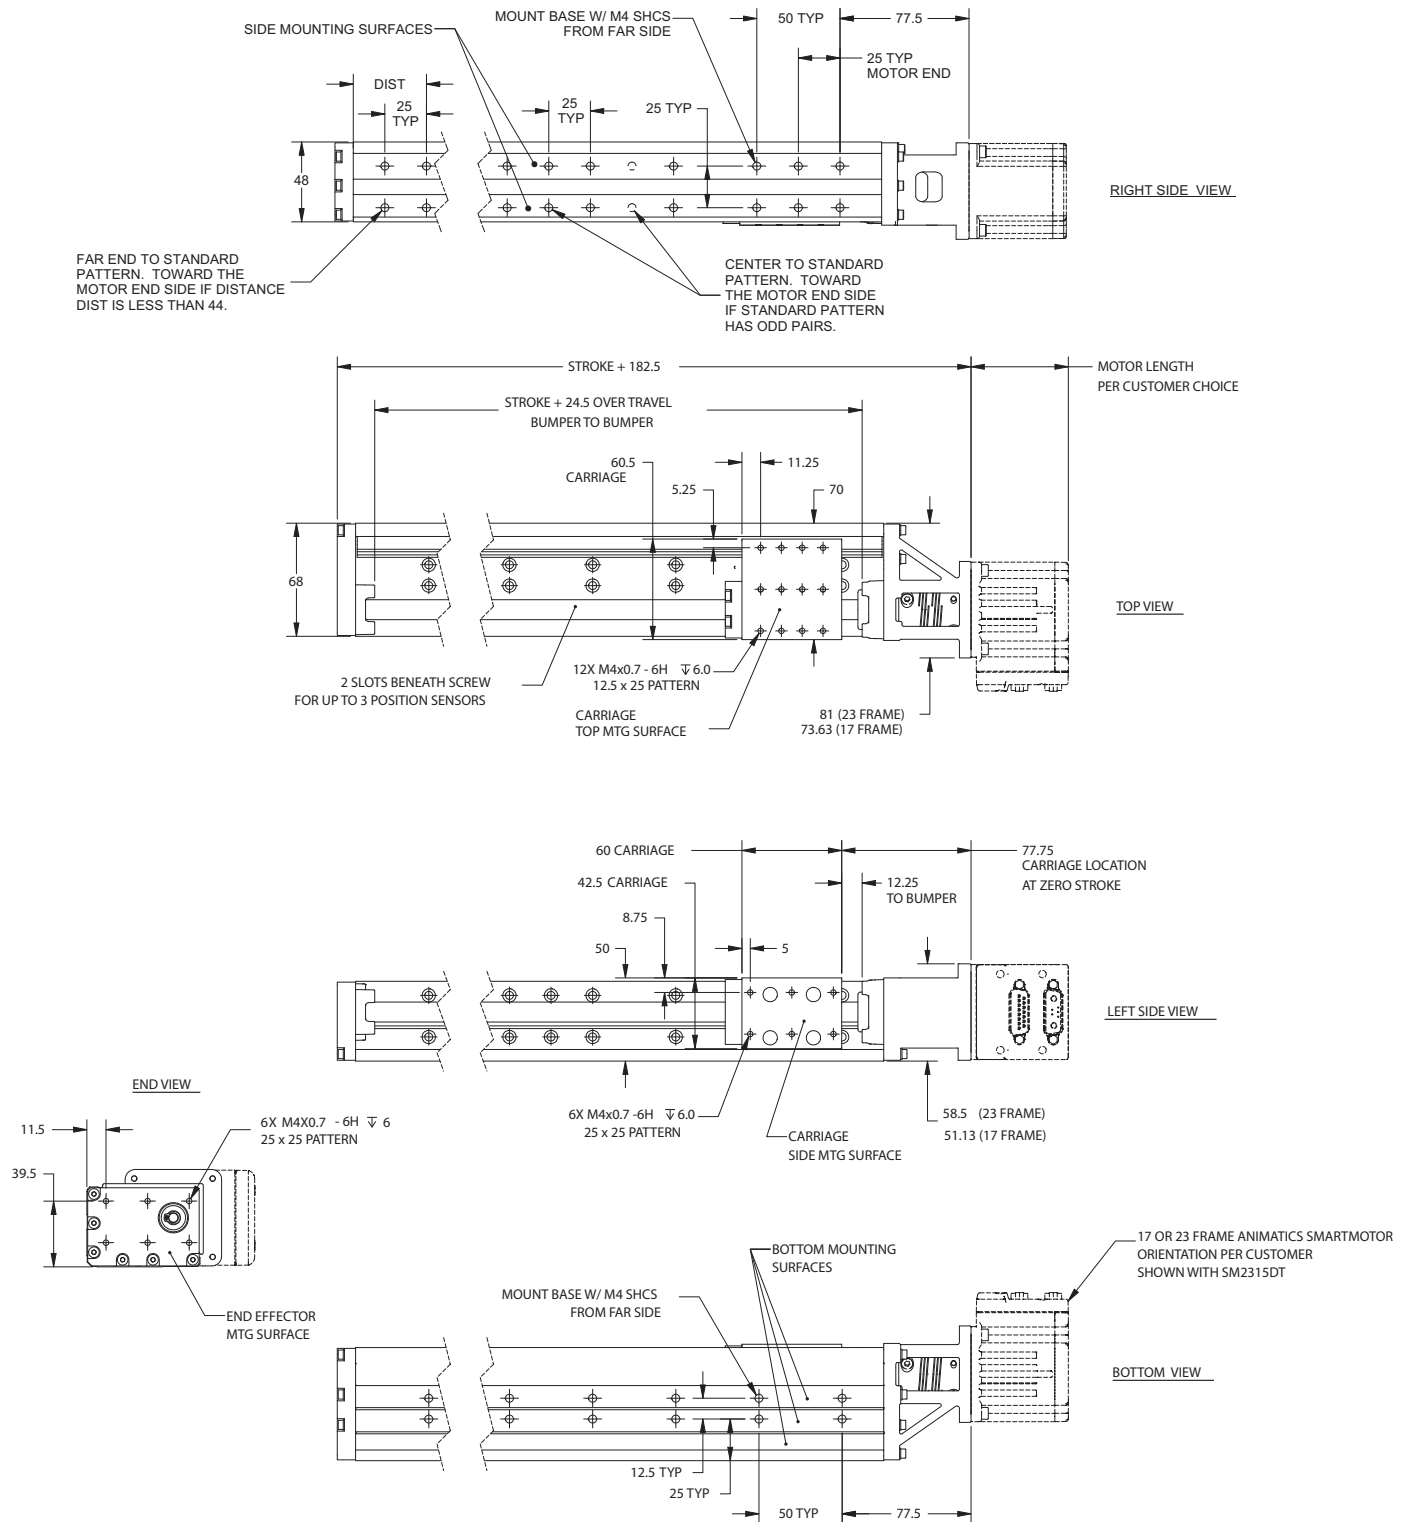 MOUNT BASE W/ M4 SHCS
FROM FAR SIDE
50 TYP
77.5
SIDE MOUNTING SURFACES
25 TYP
MOTOR END
DIST
25
TYP
25
TYP
25 TYP
48
RIGHT SIDE VIEW
FAR END TO STANDARD
PATTERN. TOWARD THE
MOTOR END SIDE IF DISTANCE
DIST IS LESS THAN 44.
CENTER TO STANDARD
PATTERN. TOWARD
THE MOTOR END SIDE
IF STANDARD PATTERN
HAS ODD PAIRS.
STROKE + 182.5
MOTOR LENGTH
PER CUSTOMER CHOICE
STROKE + 24.5 OVER TRAVEL
BUMPER TO BUMPER
60.5
CARRIAGE
11.25
5.25
70
68
TOP VIEW
2 SLOTS BENEATH SCREW
FOR UP TO 3 POSITION SENSORS
12X M4x0.7 - 6H ↧ 6.0
12.5 x 25 PATTERN
CARRIAGE
TOP MTG SURFACE
81 (23 FRAME)
73.63 (17 FRAME)
60 CARRIAGE
77.75
CARRIAGE LOCATION
AT ZERO STROKE
42.5 CARRIAGE
12.25
TO BUMPER
8.75
50
5
LEFT SIDE VIEW
END VIEW
6X M4x0.7 -6H ↧ 6.0
25 x 25 PATTERN
CARRIAGE
SIDE MTG SURFACE
58.5 (23 FRAME)
51.13 (17 FRAME)
11.5
6X M4X0.7 - 6H ↧ 6
25 x 25 PATTERN
39.5
END EFFECTOR
MTG SURFACE
BOTTOM MOUNTING
SURFACES
17 OR 23 FRAME ANIMATICS SMARTMOTOR
ORIENTATION PER CUSTOMER
SHOWN WITH SM2315DT
MOUNT BASE W/ M4 SHCS
FROM FAR SIDE
BOTTOM VIEW
12.5 TYP
25 TYP
50 TYP
77.5